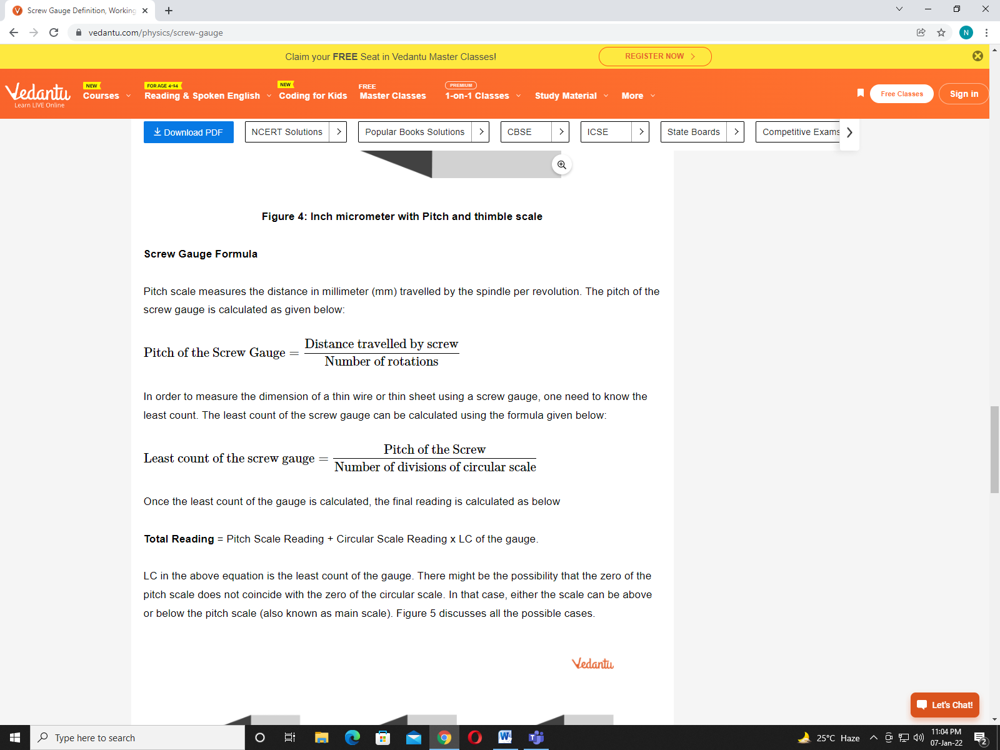 Screw Gauge Definition, Working
vedantu.com/physics/screw-gauge
N
Claim your FREE Seat in Vedantu Master Classes!
REGISTER NOW
Vedantu
Learn LIVE Online
NEW
Courses
FOR AGE 4-14
Reading & Spoken English
NEW
Coding for Kids
FREE
Master Classes
PREMIUM
1-on-1 Classes
Study Material
More
Free Classes
Sign in
Download PDF
NCERT Solutions
Popular Books Solutions
CBSE
ICSE
State Boards
Competitive Exams
Figure 4: Inch micrometer with Pitch and thimble scale
Screw Gauge Formula
Pitch scale measures the distance in millimeter (mm) travelled by the spindle per revolution. The pitch of the
screw gauge is calculated as given below:
Pitch of the Screw Gauge = Distance travelled by screw
Number of rotations
In order to measure the dimension of a thin wire or thin sheet using a screw gauge, one need to know the
least count. The least count of the screw gauge can be calculated using the formula given below:
Least count of the screw gauge = Pitch of the Screw
Number of divisions of circular scale
Once the least count of the gauge is calculated, the final reading is calculated as below
Total Reading = Pitch Scale Reading + Circular Scale Reading x LC of the gauge.
LC in the above equation is the least count of the gauge. There might be the possibility that the zero of the
pitch scale does not coincide with the zero of the circular scale. In that case, either the scale can be above
or below the pitch scale (also known as main scale). Figure 5 discusses all the possible cases.
Vedantu
Let's Chat!
Type here to search
25°C Haze
11:04 PM
07-Jan-22
2